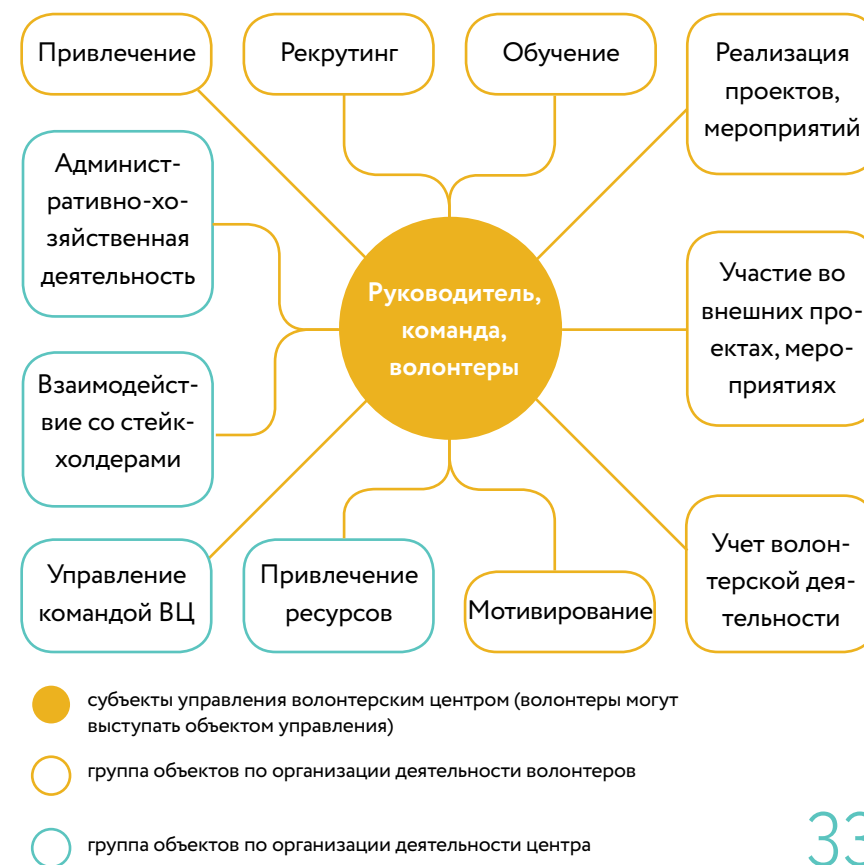 Привлечение
Рекрутинг
Обучение
Реализация
проектов,
мероприятий
Админист-
ративно-хо-
зяйственная
деятельность
Руководитель,
команда,
волонтеры
Участие во
внешних про-
ектах, меро-
приятиях
Взаимодейст-
вие со стейк-
холдерами
Управление
командой ВЦ
Привлечение
ресурсов
Мотивирование
Учет волон-
терской дея-
тельности
субъекты управления волонтерским центром (волонтеры могут
выступать объектом управления)
группа объектов по организации деятельности волонтеров
группа объектов по организации деятельности центра
33